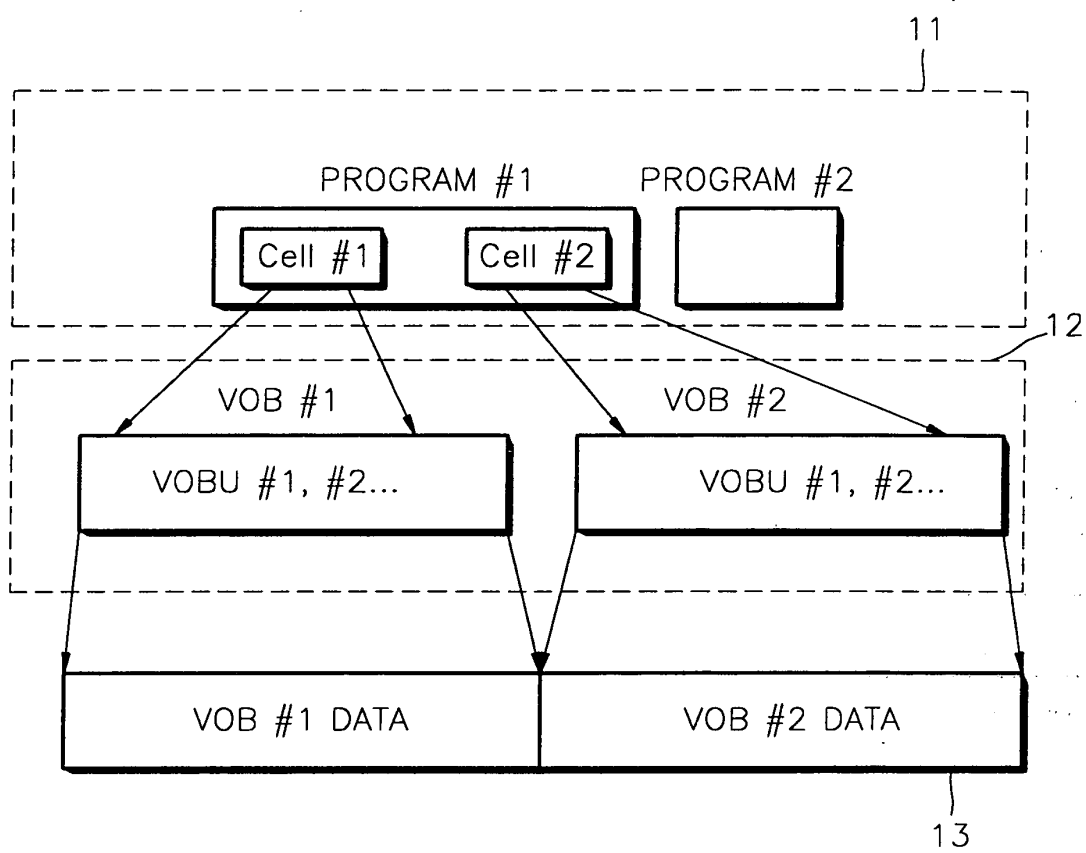 11
PROGRAM #1 PROGRAM #2
Cell #1 Cell #2
12
VOB #1 VOB #2
VOBU #1, #2... VOBU #1, #2...
VOB #1 DATA VOB #2 DATA
13